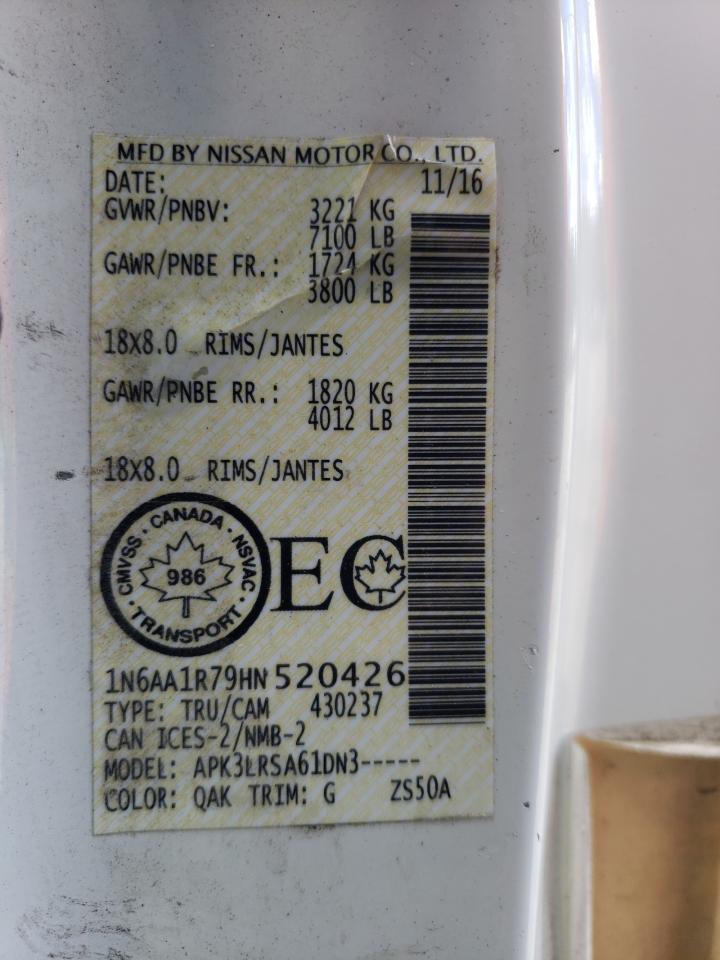 MFD BY NISSAN MOTOR CO., LTD.
DATE: 11/16
GVWR/PNBV: 3221 KG
7100 LB
GAWR/PNBE FR.: 1724 KG
3800 LB
18X8.0 RIMS/JANTES
GAWR/PNBE RR.: 1820 KG
4012 LB
18X8.0 RIMS/JANTES
CMVSS · CANADA · NSVAC · TRANSPORT ·
986
EC
1N6AA1R79HN520426
TYPE: TRU/CAM 430237
CAN ICES-2/NMB-2
MODEL: APK3LRSA61DN3-----
COLOR: QAK TRIM: G ZS50A